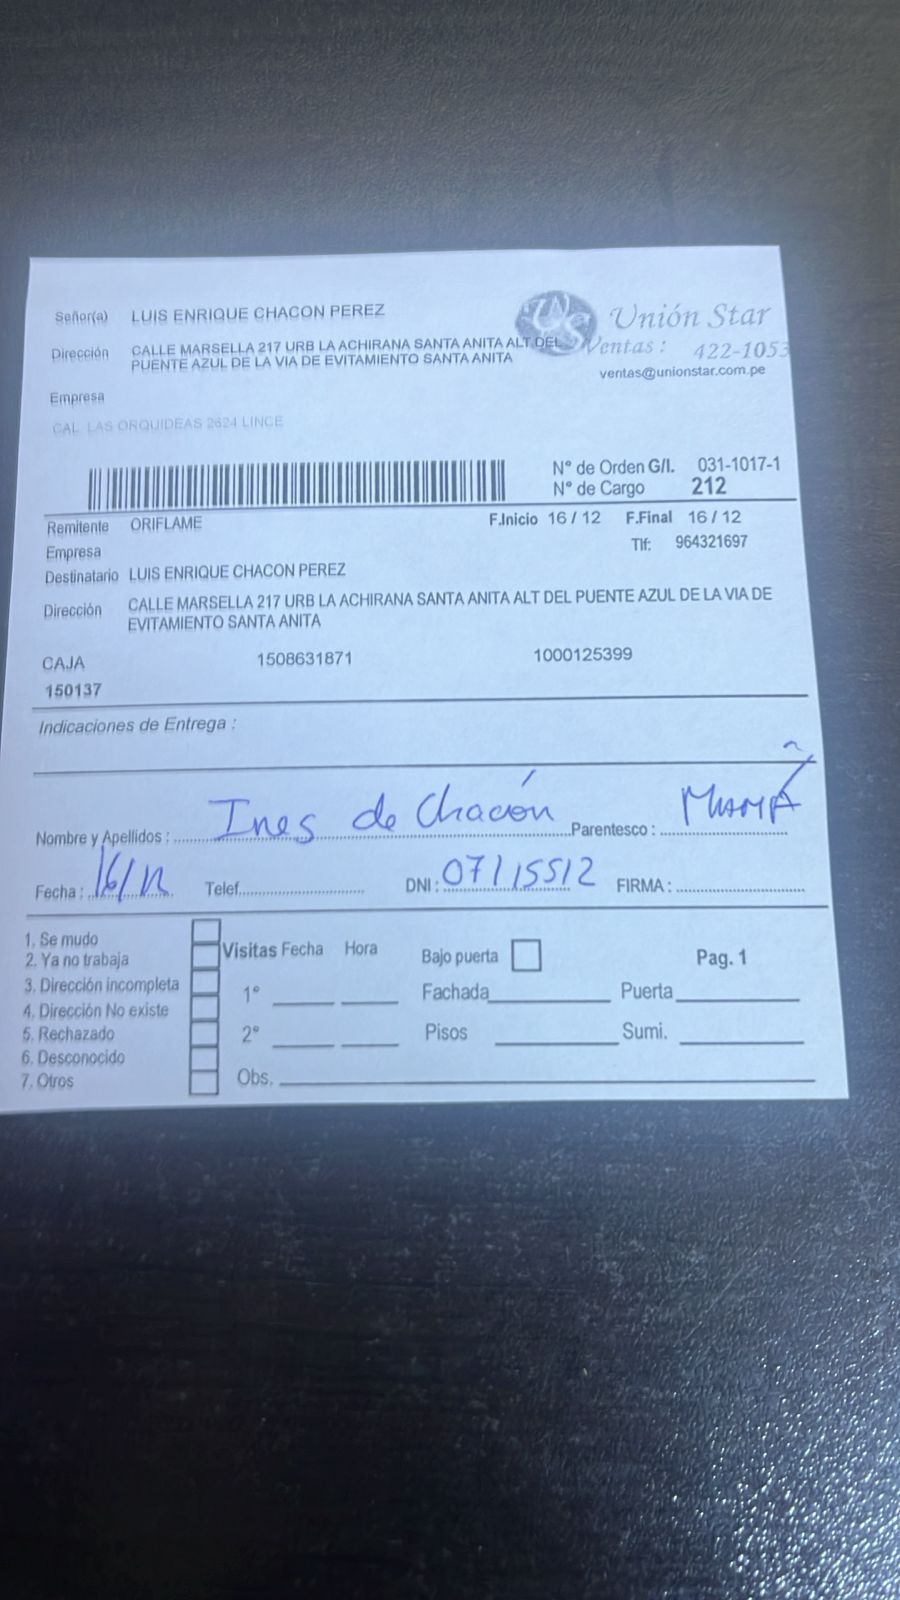 Señor(a) LUIS ENRIQUE CHACON PEREZ
Unión Star
Dirección CALLE MARSELLA 217 URB LA ACHIRANA SANTA ANITA ALT DEL
PUENTE AZUL DE LA VIA DE EVITAMIENTO SANTA ANITA
Ventas : 422-1053
ventas@unionstar.com.pe
Empresa
CAL LAS ORQUIDEAS 2624 LINCE
N° de Orden G/I. 031-1017-1
N° de Cargo 212
Remitente ORIFLAME F.Inicio 16 / 12 F.Final 16 / 12
Empresa Tlf: 964321697
Destinatario LUIS ENRIQUE CHACON PEREZ
Dirección CALLE MARSELLA 217 URB LA ACHIRANA SANTA ANITA ALT DEL PUENTE AZUL DE LA VIA DE
EVITAMIENTO SANTA ANITA
CAJA 1508631871 1000125399
150137
Indicaciones de Entrega :
Nombre y Apellidos : Ines de Chacón Parentesco : MAMÁ
Fecha : 16/12 Telef. DNI : 07115512 FIRMA :
1. Se mudo
2. Ya no trabaja
3. Dirección incompleta
4. Dirección No existe
5. Rechazado
6. Desconocido
7. Otros
Visitas Fecha Hora Bajo puerta Pag. 1
1° Fachada Puerta
2° Pisos Sumi.
Obs.